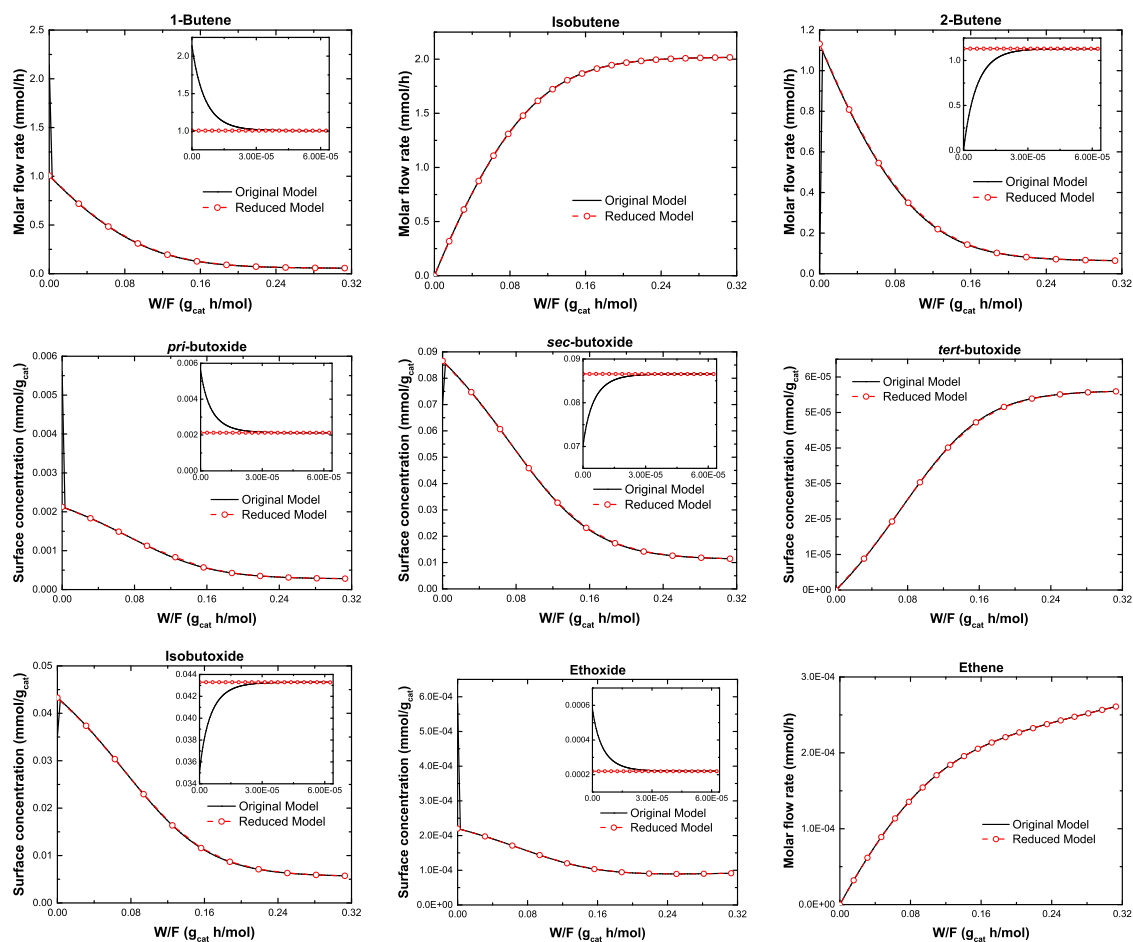 1-Butene
Molar flow rate (mmol/h)
2.5
2.0
1.5
1.0
0.5
0.0
0.00 0.08 0.16 0.24 0.32
W/F (gcat h/mol)
2.0
1.5
1.0
0.00 3.00E-05 6.00E-05
Original Model
Reduced Model
Isobutene
Molar flow rate (mmol/h)
2.5
2.0
1.5
1.0
0.5
0.0
0.00 0.08 0.16 0.24 0.32
W/F (gcat h/mol)
Original Model
Reduced Model
2-Butene
Molar flow rate (mmol/h)
1.2
1.0
0.8
0.6
0.4
0.2
0.0
0.00 0.08 0.16 0.24 0.32
W/F (gcat h/mol)
1.0
0.5
0.0
0.00 3.00E-05 6.00E-05
Original Model
Reduced Model
pri-butoxide
Surface concentration (mmol/gcat)
0.006
0.005
0.004
0.003
0.002
0.001
0.000
0.00 0.08 0.16 0.24 0.32
W/F (gcat h/mol)
0.006
0.004
0.002
0.000
0.00 3.00E-05 6.00E-05
Original Model
Reduced Model
sec-butoxide
Surface concentration (mmol/gcat)
0.09
0.08
0.07
0.06
0.05
0.04
0.03
0.02
0.01
0.00
0.00 0.08 0.16 0.24 0.32
W/F (gcat h/mol)
0.09
0.08
0.07
0.00 3.00E-05 6.00E-05
Original Model
Reduced Model
tert-butoxide
Surface concentration (mmol/gcat)
6E-05
5E-05
4E-05
3E-05
2E-05
1E-05
0E+00
0.00 0.08 0.16 0.24 0.32
W/F (gcat h/mol)
Original Model
Reduced Model
Isobutoxide
Surface concentration (mmol/gcat)
0.05
0.04
0.03
0.02
0.01
0.00
0.00 0.08 0.16 0.24 0.32
W/F (gcat h/mol)
0.044
0.042
0.040
0.038
0.036
0.034
0.00 3.00E-05 6.00E-05
Original Model
Reduced Model
Ethoxide
Surface concentration (mmol/gcat)
6.0E-04
5.0E-04
4.0E-04
3.0E-04
2.0E-04
1.0E-04
0.0E+00
0.00 0.08 0.16 0.24 0.32
W/F (gcat h/mol)
0.0006
0.0004
0.0002
0.00 3.00E-05 6.00E-05
Original Model
Reduced Model
Ethene
Molar flow rate (mmol/h)
3.0E-04
2.0E-04
1.0E-04
0.0E+00
0.00 0.08 0.16 0.24 0.32
W/F (gcat h/mol)
Original Model
Reduced Model